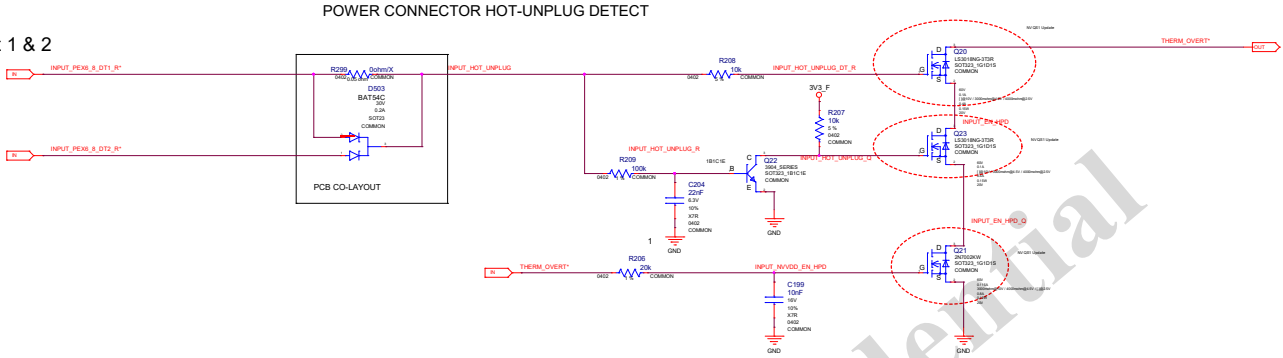 POWER CONNECTOR HOT-UNPLUG DETECT
1 & 2
IN
INPUT_PEX6_8_DT1_R*
R299
0ohm/X
0402
COMMON
INPUT_HOT_UNPLUG
D503
BAT54C
30V
0.2A
SOT23
COMMON
IN
INPUT_PEX6_8_DT2_R*
PCB CO-LAYOUT
R208
10k
0402
5 %
COMMON
INPUT_HOT_UNPLUG_DT_R
3V3_F
R207
10k
5 %
0402
COMMON
INPUT_HOT_UNPLUG_R
R209
100k
0402
COMMON
1B1C1E
B
C
E
Q22
3904_SERIES
SOT323_1B1C1E
COMMON
INPUT_HOT_UNPLUG_Q
GND
C204
22nF
6.3V
10%
X7R
0402
COMMON
1
GND
IN
THERM_OVERT*
R206
20k
0402
COMMON
INPUT_NVVDD_EN_HPD
C199
10nF
16V
10%
X7R
0402
COMMON
GND
D
G
S
Q20
LS3018NG-3T3R
SOT323_1G1D1S
COMMON
THERM_OVERT*
OUT
INPUT_EN_HPD
D
G
S
Q23
LS3018NG-3T3R
SOT323_1G1D1S
COMMON
INPUT_EN_HPD_Q
D
G
S
Q21
2N7002KW
SOT323_1G1D1S
COMMON
GND